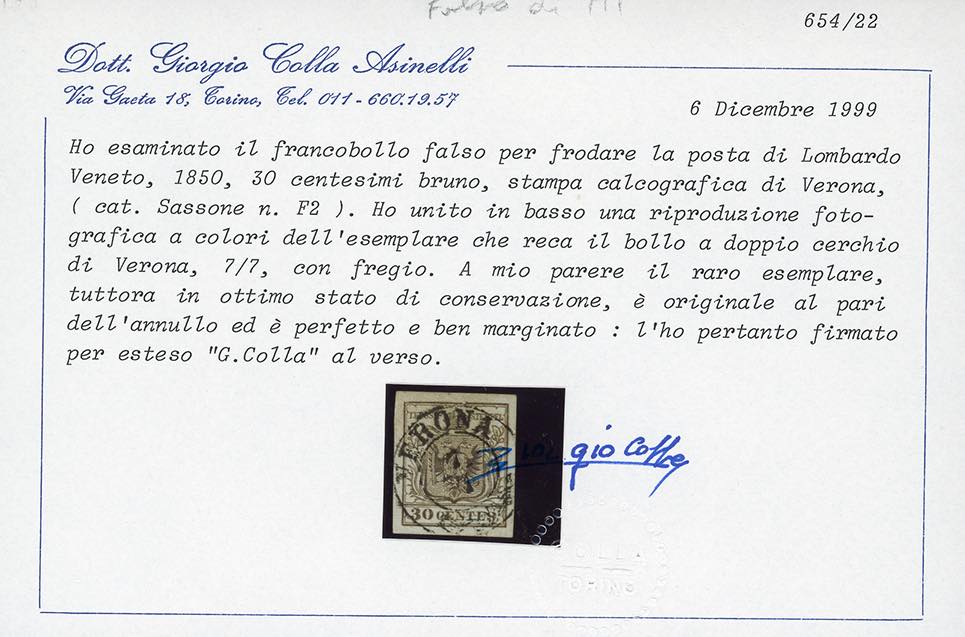 Falso di
654/22
Dott. Giorgio Colla Asinelli
Via Gaeta 18, Torino, Tel. 011-660.19.57
6 Dicembre 1999
Ho esaminato il francobollo falso per frodare la posta di Lombardo
Veneto, 1850, 30 centesimi bruno, stampa calcografica di Verona,
( cat. Sassone n. F2 ). Ho unito in basso una riproduzione foto-
grafica a colori dell'esemplare che reca il bollo a doppio cerchio
di Verona, 7/7, con fregio. A mio parere il raro esemplare,
tuttora in ottimo stato di conservazione, è originale al pari
dell'annullo ed è perfetto e ben marginato : l'ho pertanto firmato
per esteso "G.Colla" al verso.
VERONA
30 CENTES
Giorgio Colla
COLLA
TORINO